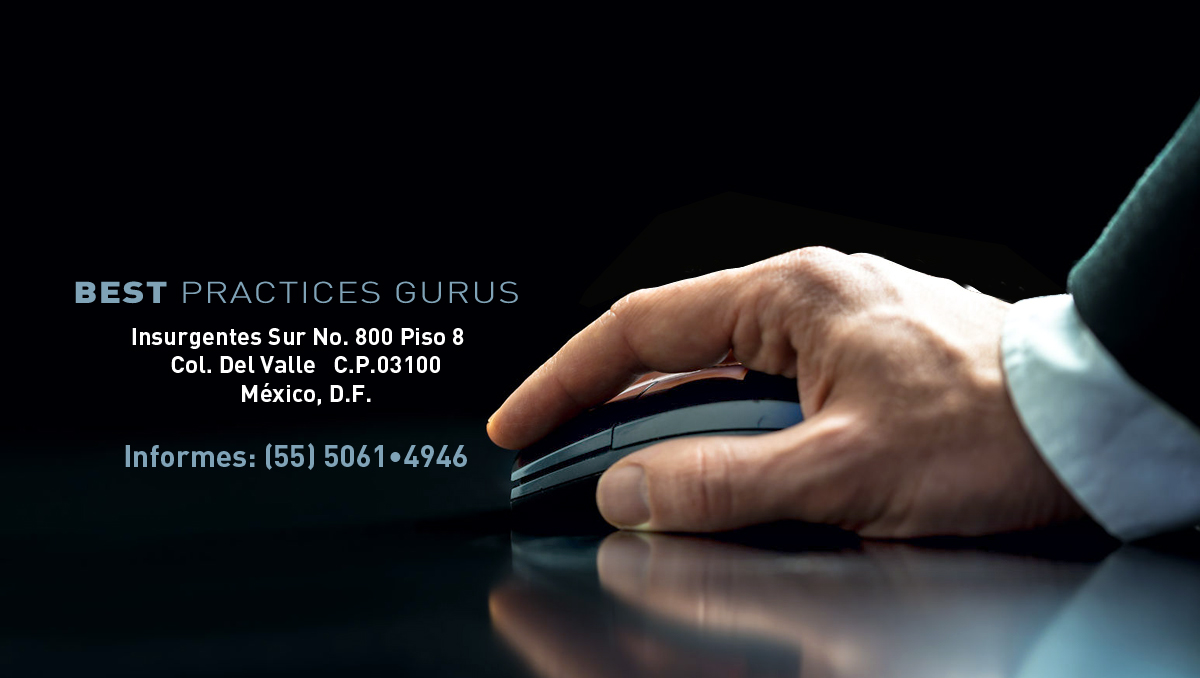 BEST PRACTICES GURUS
Insurgentes Sur No. 800 Piso 8
Col. Del Valle C.P.03100
México, D.F.
Informes: (55) 5061•4946